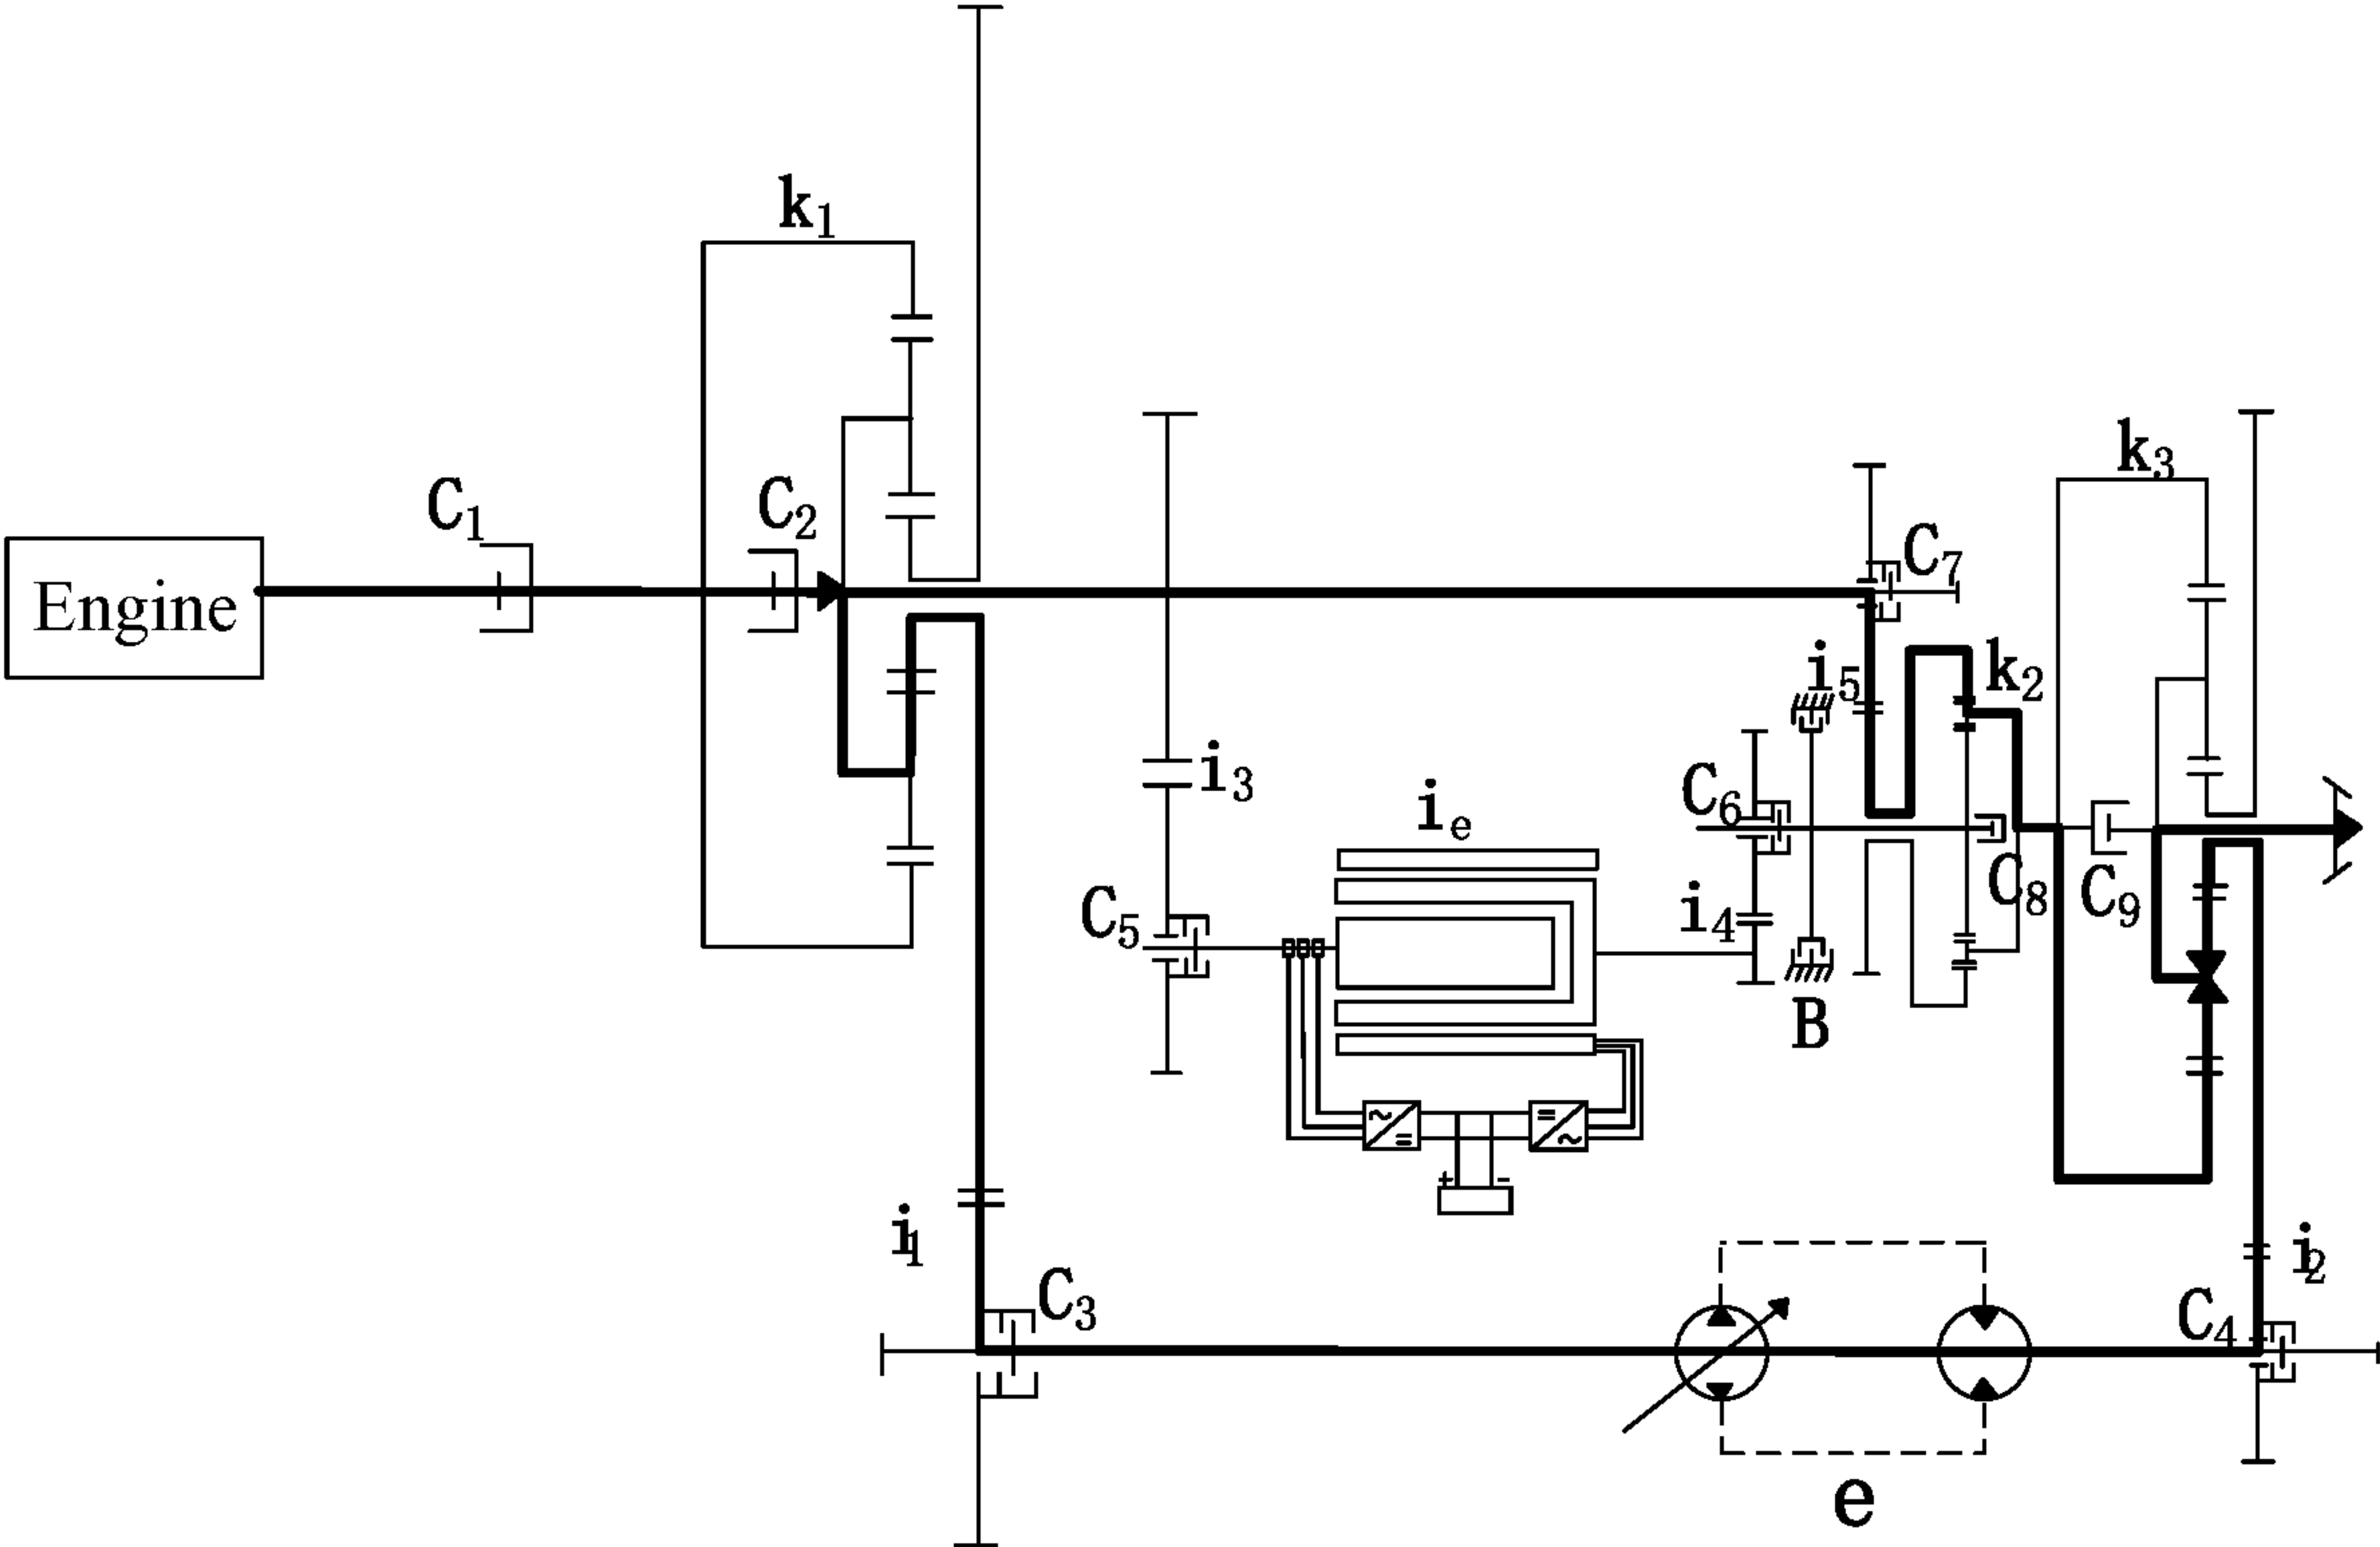 k₁
C₁
C₂
k₃
C₇
Engine
i₅
k₂
i₃
C₆
iₑ
C₅
i₄
C₈
C₉
B
+ -
i₁
C₃
i₂
C₄
e